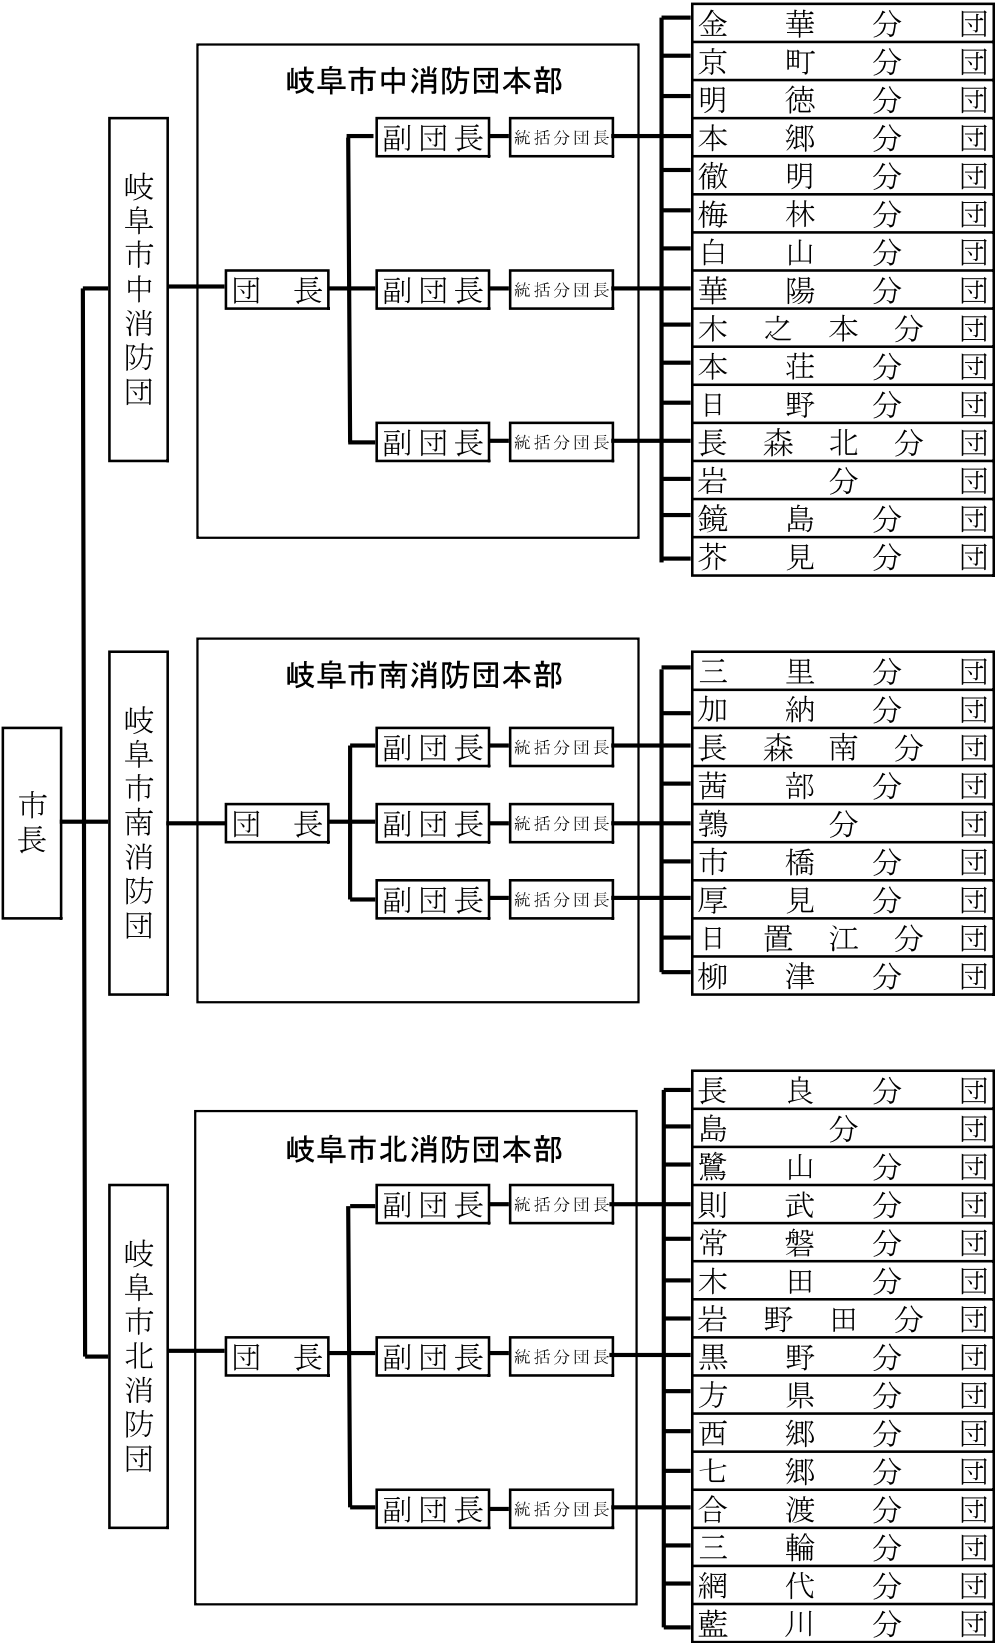 市長
岐阜市中消防団
岐阜市中消防団本部
団長
副団長
統括分団長
副団長
統括分団長
副団長
統括分団長
金華分団
京町分団
明徳分団
本郷分団
徹明分団
梅林分団
白山分団
華陽分団
木之本分団
本荘分団
日野分団
長森北分団
岩分団
鏡島分団
芥見分団
岐阜市南消防団
岐阜市南消防団本部
団長
副団長
統括分団長
副団長
統括分団長
副団長
統括分団長
三里分団
加納分団
長森南分団
茜部分団
鶉分団
市橋分団
厚見分団
日置江分団
柳津分団
岐阜市北消防団
岐阜市北消防団本部
団長
副団長
統括分団長
副団長
統括分団長
副団長
統括分団長
長良分団
島分団
鷺山分団
則武分団
常磐分団
木田分団
岩野田分団
黒野分団
方県分団
西郷分団
七郷分団
合渡分団
三輪分団
網代分団
藍川分団